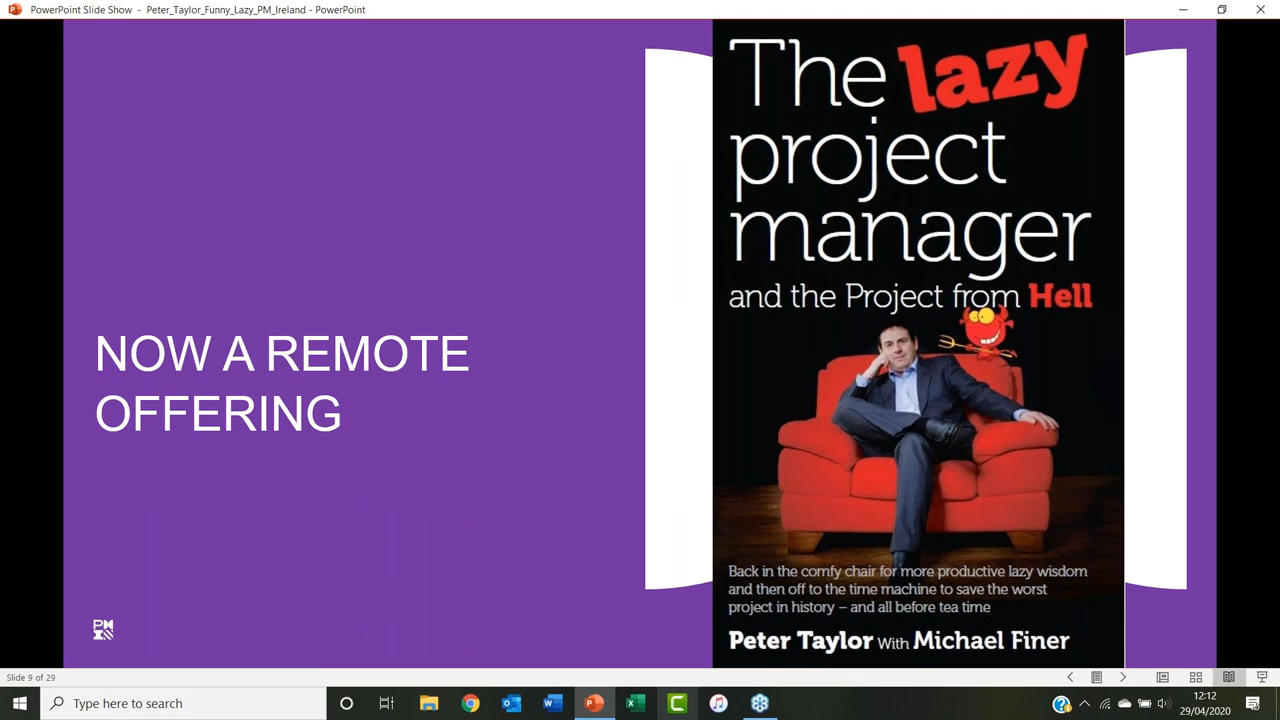 PowerPoint Slide Show - Peter_Taylor_Funny_Lazy_PM_Ireland - PowerPoint
NOW A REMOTE
OFFERING
The lazy
project
manager
and the Project from Hell
Back in the comfy chair for more productive lazy wisdom
and then off to the time machine to save the worst
project in history – and all before tea time
Peter Taylor With Michael Finer
Slide 9 of 29
Type here to search
12:12
29/04/2020